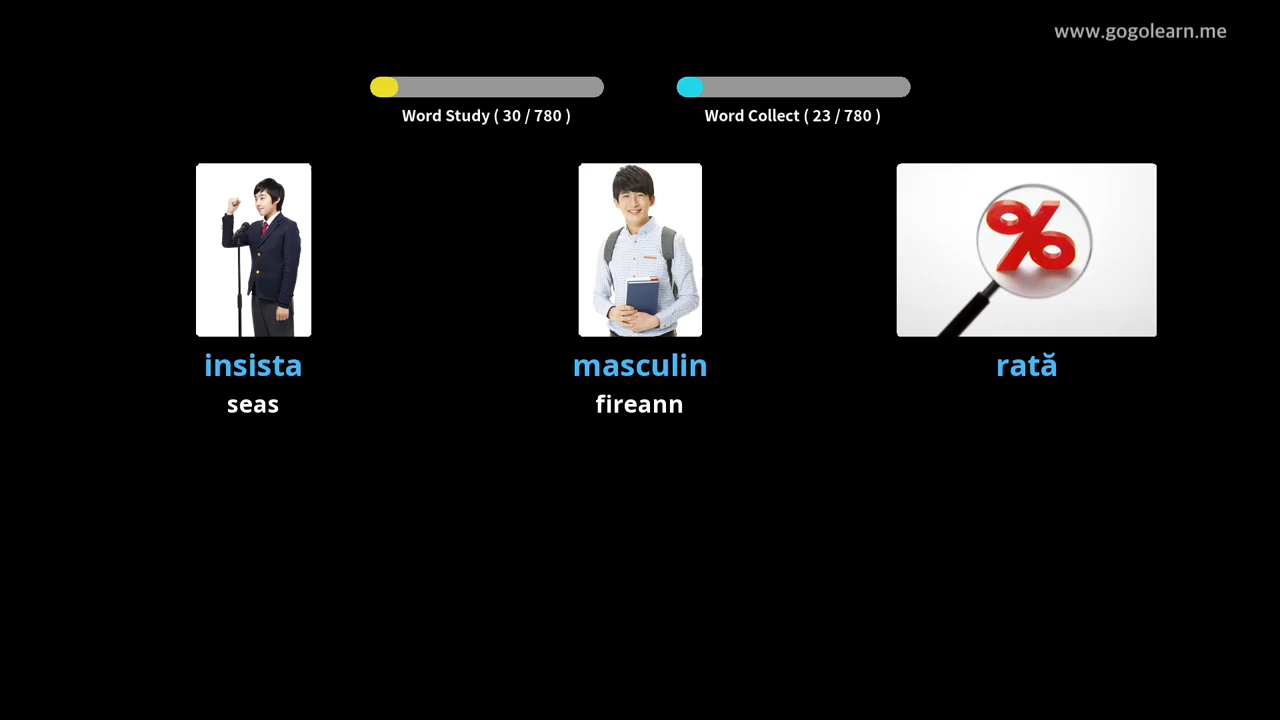 www.gogolearn.me
Word Study ( 30 / 780 )
Word Collect ( 23 / 780 )
insista
masculin
rată
seas
fireann
%